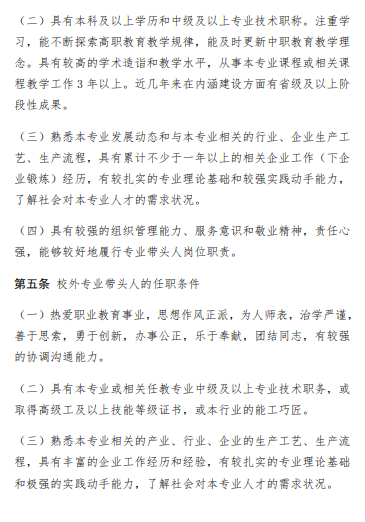 （二）具有本科及以上学历和中级及以上专业技术职称。注重学
习，能不断探索高职教育教学规律，能及时更新中职教育教学理
念。具有较高的学术造诣和教学水平，从事本专业课程或相关课
程教学工作 3 年以上。近几年来在内涵建设方面有省级及以上阶
段性成果。
（三）熟悉本专业发展动态和与本专业相关的行业、企业生产工
艺、生产流程，具有累计不少于一年以上的相关企业工作（下企
业锻炼）经历，有较扎实的专业理论基础和较强实践动手能力，
了解社会对本专业人才的需求状况。
（四）具有较强的组织管理能力、服务意识和敬业精神，责任心
强，能够较好地履行专业带头人岗位职责。
第五条 校外专业带头人的任职条件
（一）热爱职业教育事业，思想作风正派，为人师表，治学严谨，
善于思索，勇于创新，办事公正，乐于奉献，团结同志，有较强
的协调沟通能力。
（二）具有本专业或相关任教专业中级及以上专业技术职务，或
取得高级工及以上技能等级证书，或本行业的能工巧匠。
（三）熟悉本专业相关的产业、行业、企业的生产工艺、生产流
程，具有丰富的企业工作经历和经验，有较扎实的专业理论基础
和极强的实践动手能力，了解社会对本专业人才的需求状况。